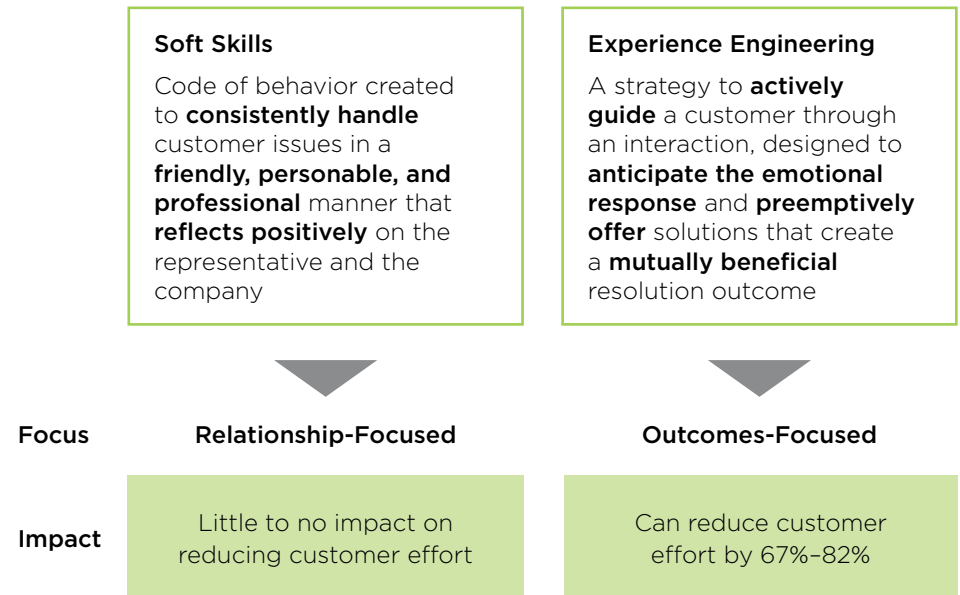 Soft Skills
Code of behavior created
to consistently handle
customer issues in a
friendly, personable, and
professional manner that
reflects positively on the
representative and the
company
Experience Engineering
A strategy to actively
guide a customer through
an interaction, designed to
anticipate the emotional
response and preemptively
offer solutions that create
a mutually beneficial
resolution outcome
Focus
Relationship-Focused
Outcomes-Focused
Impact
Little to no impact on
reducing customer effort
Can reduce customer
effort by 67%–82%